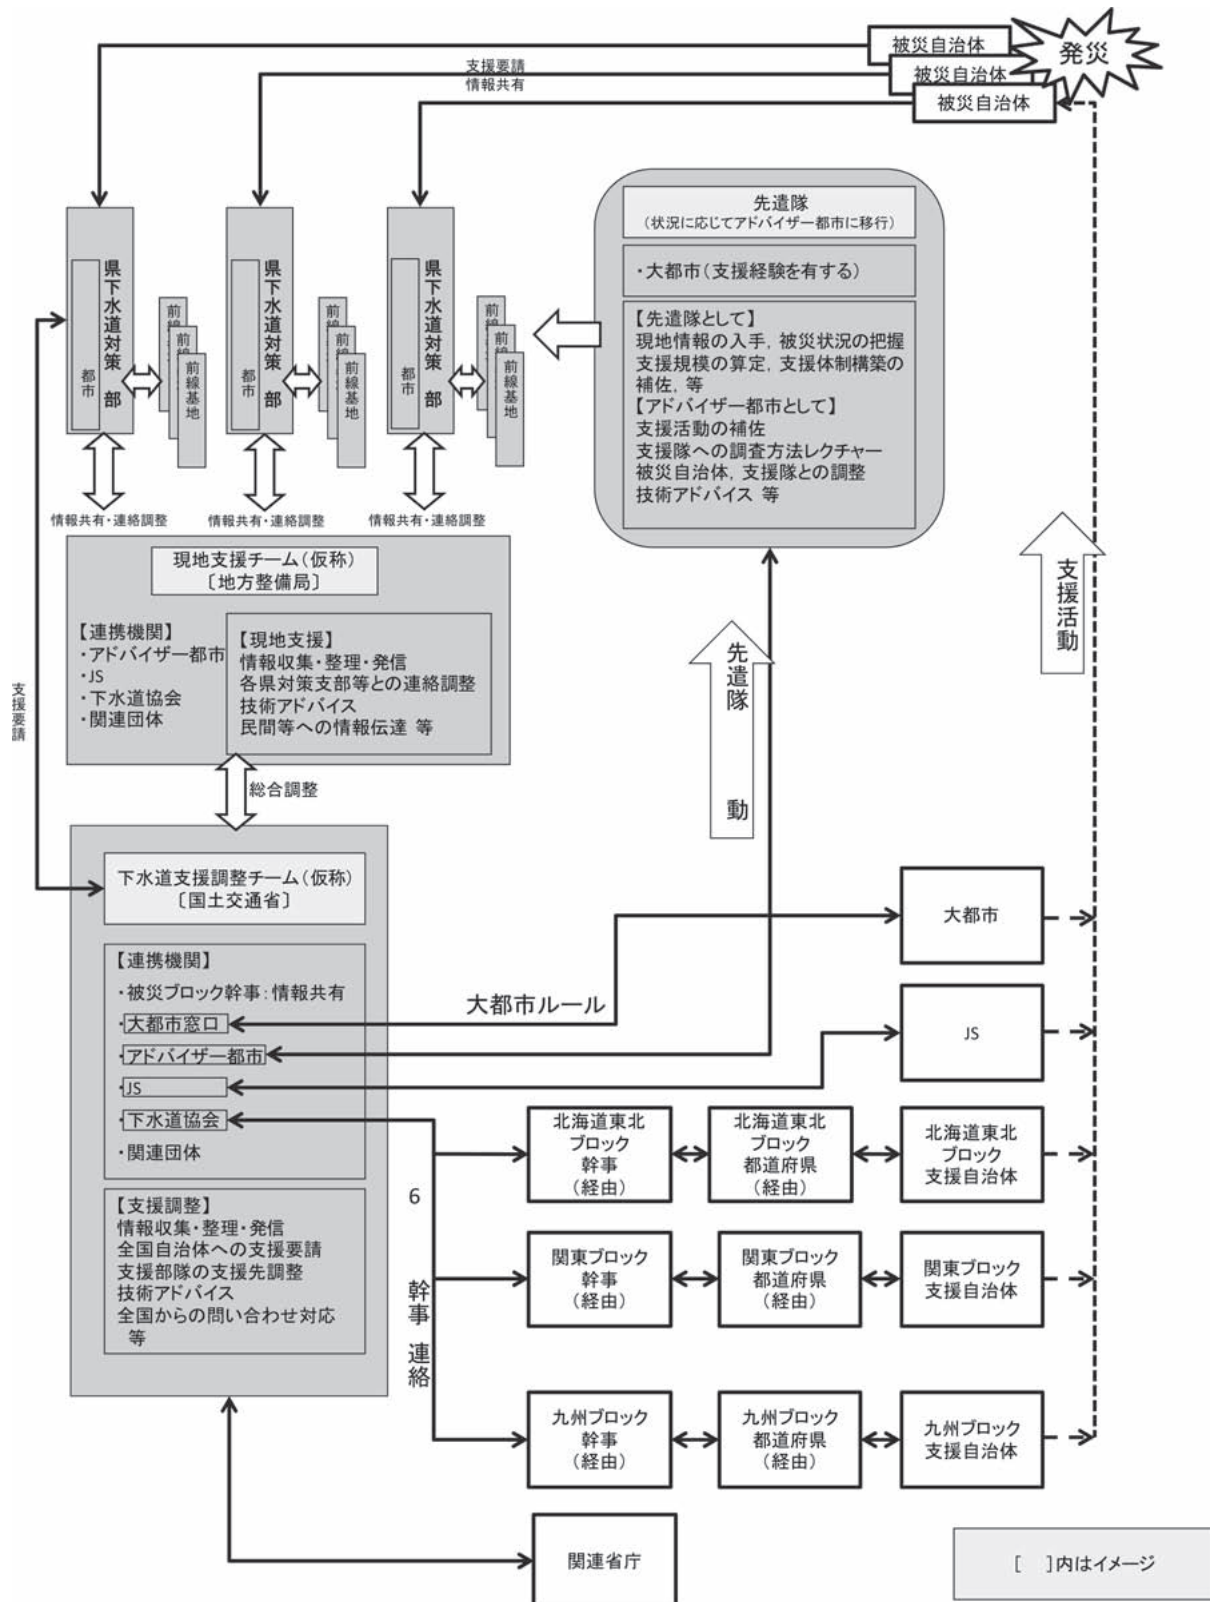 発災
被災自治体
被災自治体
被災自治体
支援要請
情報共有
県下水道対策 部
都市
前線
前線
前線基地
県下水道対策 部
都市
前線
前線
前線基地
県下水道対策 部
都市
前線
前線
前線基地
先遣隊
(状況に応じてアドバイザー都市に移行)
・大都市(支援経験を有する)
【先遣隊として】
現地情報の入手, 被災状況の把握
支援規模の算定, 支援体制構築の
補佐, 等
【アドバイザー都市として】
支援活動の補佐
支援隊への調査方法レクチャー
被災自治体, 支援隊との調整
技術アドバイス 等
情報共有・連絡調整
情報共有・連絡調整
情報共有・連絡調整
現地支援チーム(仮称)
〔地方整備局〕
【連携機関】
・アドバイザー都市
・JS
・下水道協会
・関連団体
【現地支援】
情報収集・整理・発信
各県対策支部等との連絡調整
技術アドバイス
民間等への情報伝達 等
支援要請
総合調整
先遣隊 動
支援活動
下水道支援調整チーム(仮称)
〔国土交通省〕
【連携機関】
・被災ブロック幹事:情報共有
・大都市窓口
・アドバイザー都市
・JS
・下水道協会
・関連団体
【支援調整】
情報収集・整理・発信
全国自治体への支援要請
支援部隊の支援先調整
技術アドバイス
全国からの問い合わせ対応
等
大都市ルール
大都市
JS
6 幹事 連絡
北海道東北
ブロック
幹事
(経由)
北海道東北
ブロック
都道府県
(経由)
北海道東北
ブロック
支援自治体
関東ブロック
幹事
(経由)
関東ブロック
都道府県
(経由)
関東ブロック
支援自治体
九州ブロック
幹事
(経由)
九州ブロック
都道府県
(経由)
九州ブロック
支援自治体
関連省庁
[ ]内はイメージ